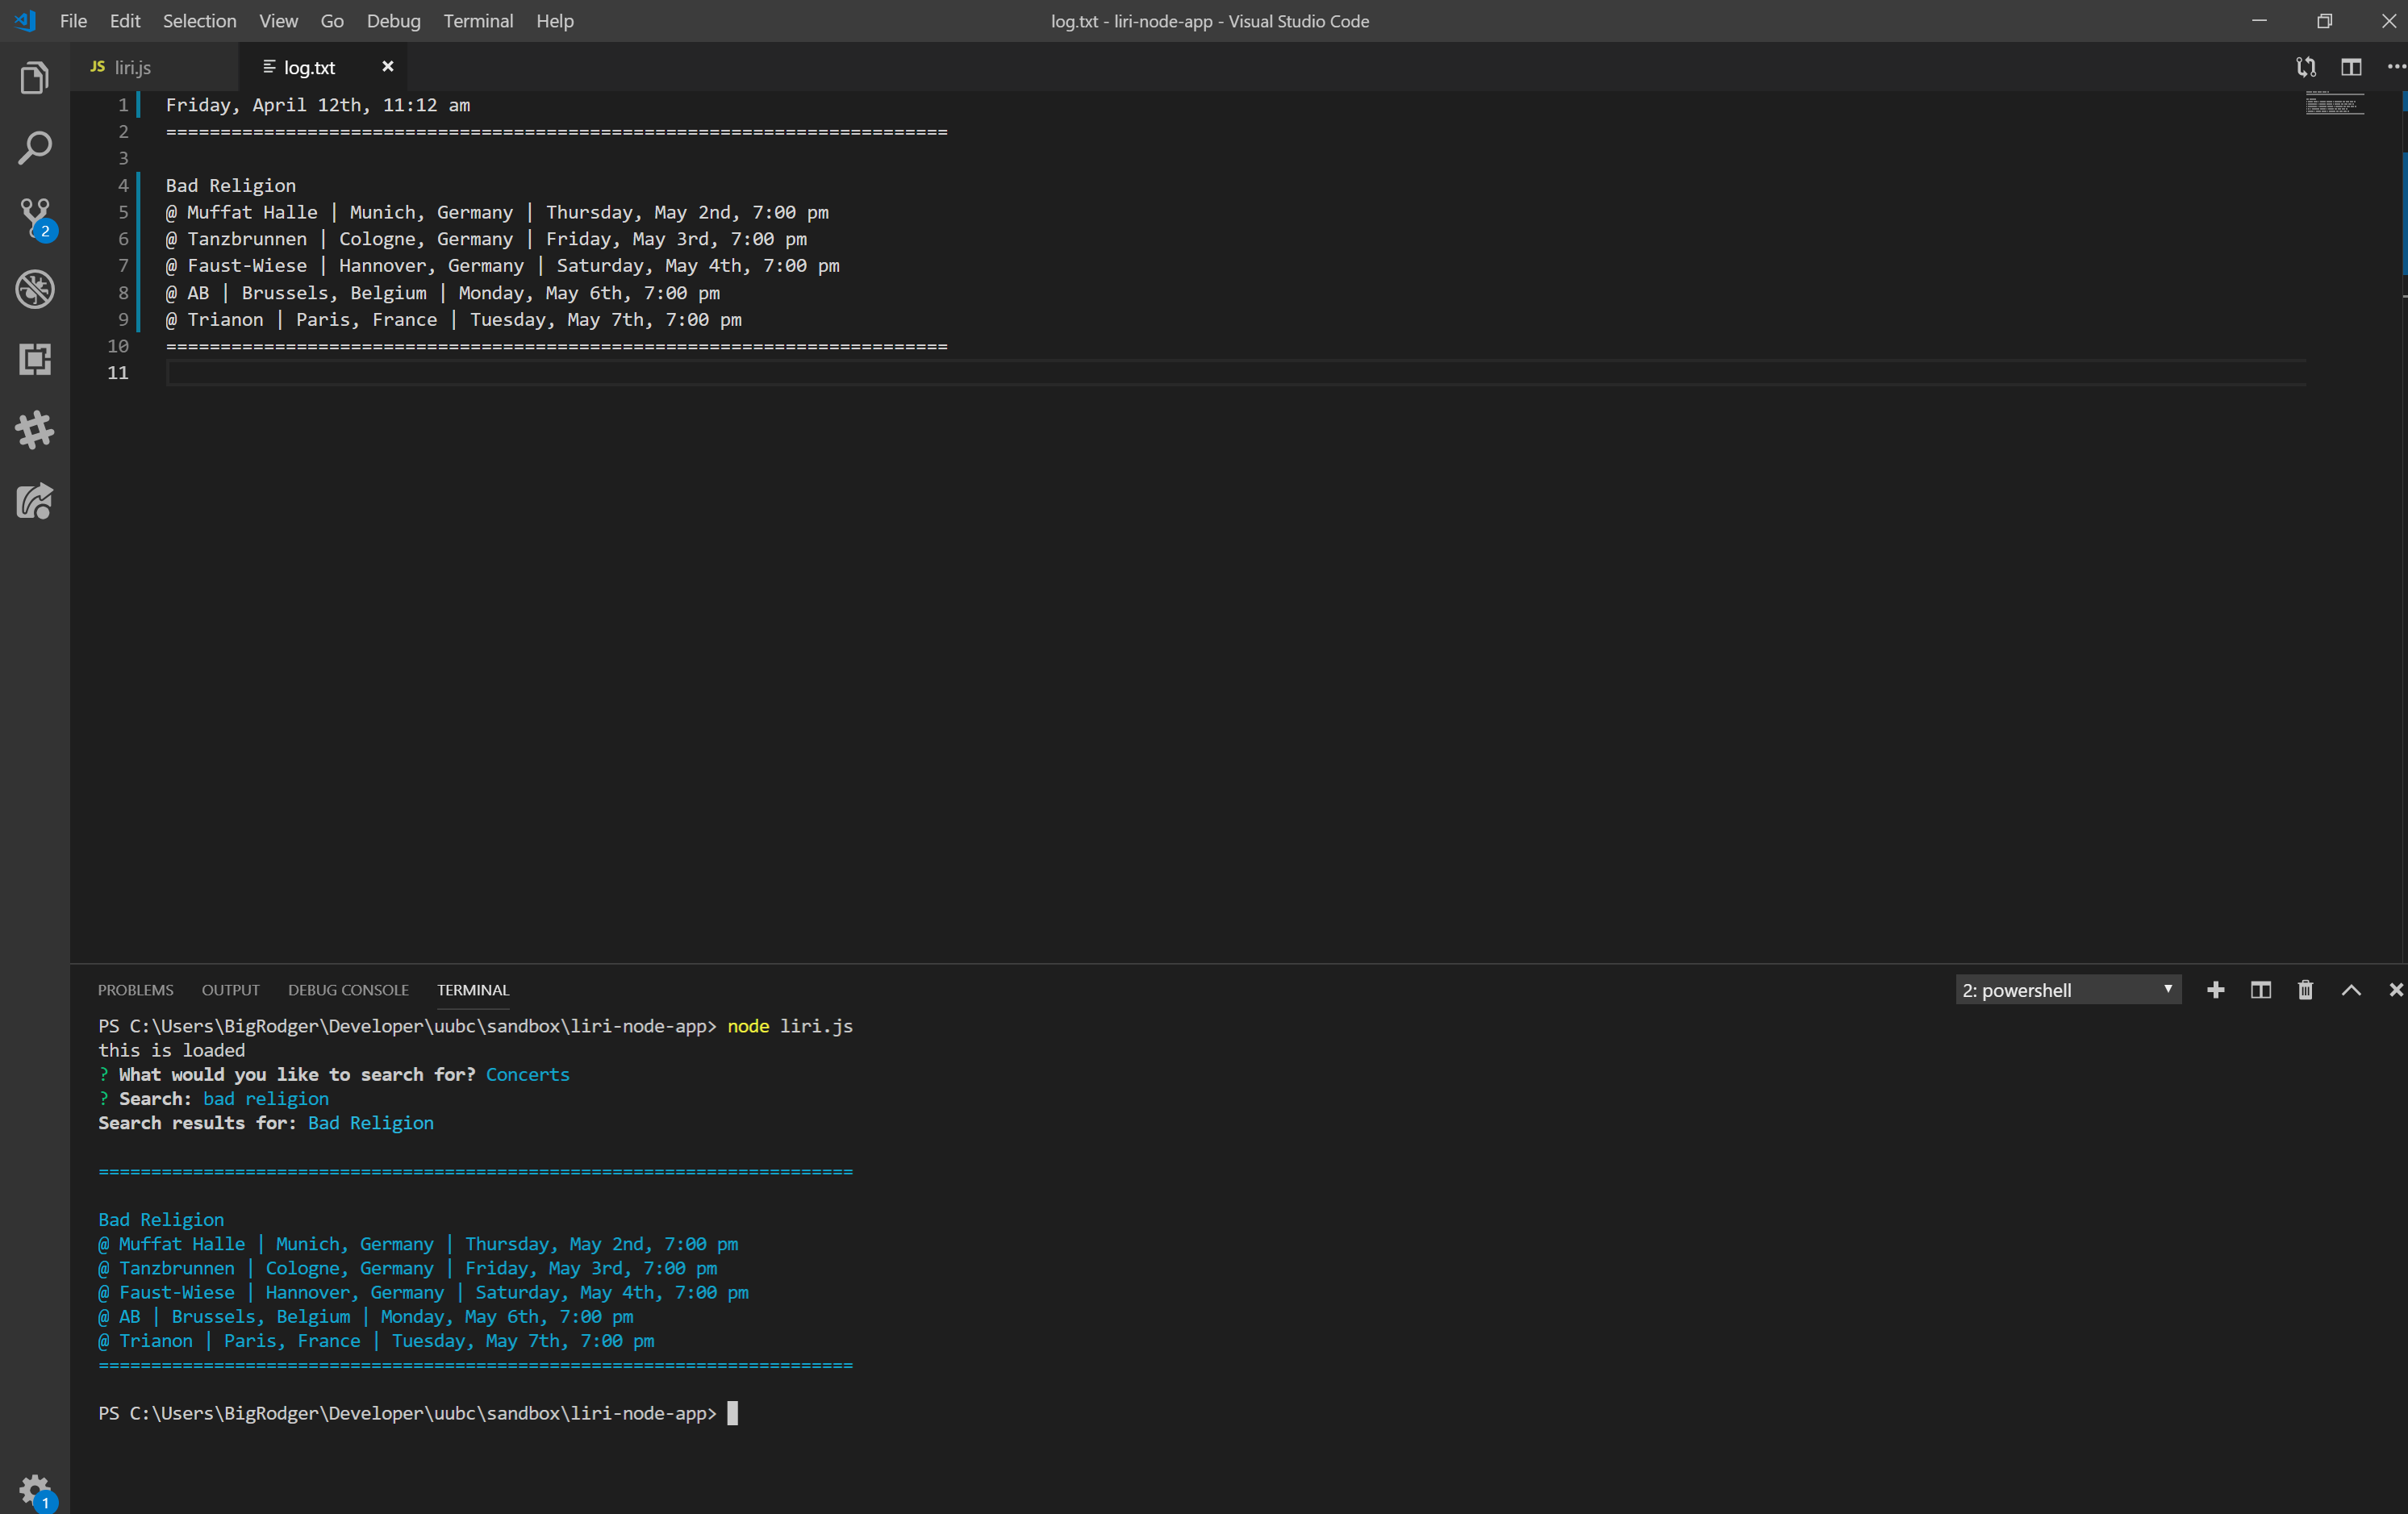 File Edit Selection View Go Debug Terminal Help log.txt - liri-node-app - Visual Studio Code
JS liri.js log.txt
1 Friday, April 12th, 11:12 am
2 ========================================================================
3
4 Bad Religion
5 @ Muffat Halle | Munich, Germany | Thursday, May 2nd, 7:00 pm
6 @ Tanzbrunnen | Cologne, Germany | Friday, May 3rd, 7:00 pm
7 @ Faust-Wiese | Hannover, Germany | Saturday, May 4th, 7:00 pm
8 @ AB | Brussels, Belgium | Monday, May 6th, 7:00 pm
9 @ Trianon | Paris, France | Tuesday, May 7th, 7:00 pm
10 ========================================================================
11
2
PROBLEMS OUTPUT DEBUG CONSOLE TERMINAL 2: powershell
PS C:\Users\BigRodger\Developer\uubc\sandbox\liri-node-app> node liri.js
this is loaded
? What would you like to search for? Concerts
? Search: bad religion
Search results for: Bad Religion
========================================================================
Bad Religion
@ Muffat Halle | Munich, Germany | Thursday, May 2nd, 7:00 pm
@ Tanzbrunnen | Cologne, Germany | Friday, May 3rd, 7:00 pm
@ Faust-Wiese | Hannover, Germany | Saturday, May 4th, 7:00 pm
@ AB | Brussels, Belgium | Monday, May 6th, 7:00 pm
@ Trianon | Paris, France | Tuesday, May 7th, 7:00 pm
========================================================================
PS C:\Users\BigRodger\Developer\uubc\sandbox\liri-node-app>
1